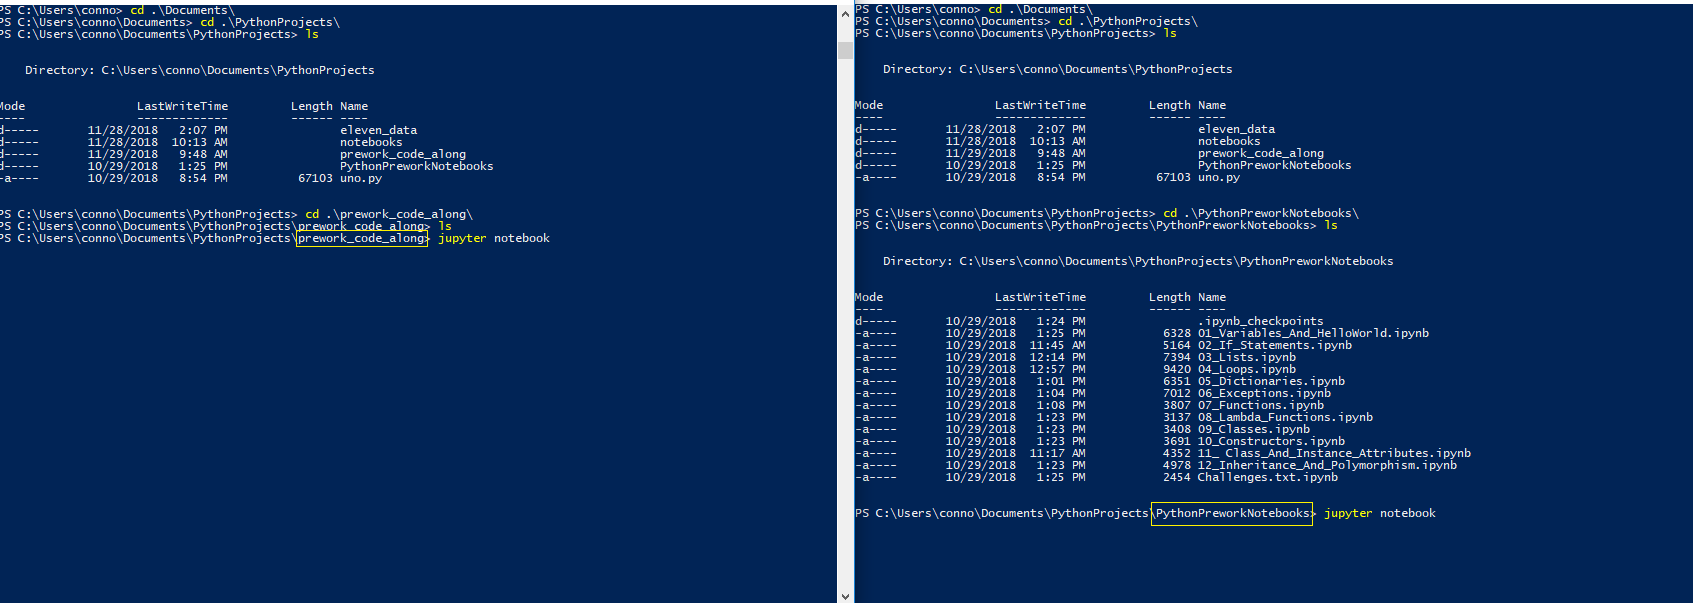 PS C:\Users\conno> cd .\Documents\
PS C:\Users\conno\Documents> cd .\PythonProjects\
PS C:\Users\conno\Documents\PythonProjects> ls
Directory: C:\Users\conno\Documents\PythonProjects
Mode LastWriteTime Length Name
---- ------------- ------ ----
d----- 11/28/2018 2:07 PM eleven_data
d----- 11/28/2018 10:13 AM notebooks
d----- 11/29/2018 9:48 AM prework_code_along
d----- 10/29/2018 1:25 PM PythonPreworkNotebooks
-a---- 10/29/2018 8:54 PM 67103 uno.py
PS C:\Users\conno\Documents\PythonProjects> cd .\prework_code_along\
PS C:\Users\conno\Documents\PythonProjects\prework_code_along> ls
PS C:\Users\conno\Documents\PythonProjects\prework_code_along> jupyter notebook
PS C:\Users\conno> cd .\Documents\
PS C:\Users\conno\Documents> cd .\PythonProjects\
PS C:\Users\conno\Documents\PythonProjects> ls
Directory: C:\Users\conno\Documents\PythonProjects
Mode LastWriteTime Length Name
---- ------------- ------ ----
d----- 11/28/2018 2:07 PM eleven_data
d----- 11/28/2018 10:13 AM notebooks
d----- 11/29/2018 9:48 AM prework_code_along
d----- 10/29/2018 1:25 PM PythonPreworkNotebooks
-a---- 10/29/2018 8:54 PM 67103 uno.py
PS C:\Users\conno\Documents\PythonProjects> cd .\PythonPreworkNotebooks\
PS C:\Users\conno\Documents\PythonProjects\PythonPreworkNotebooks> ls
Directory: C:\Users\conno\Documents\PythonProjects\PythonPreworkNotebooks
Mode LastWriteTime Length Name
---- ------------- ------ ----
d----- 10/29/2018 1:24 PM .ipynb_checkpoints
-a---- 10/29/2018 1:25 PM 6328 01_Variables_And_HelloWorld.ipynb
-a---- 10/29/2018 11:45 AM 5164 02_If_Statements.ipynb
-a---- 10/29/2018 12:14 PM 7394 03_Lists.ipynb
-a---- 10/29/2018 12:57 PM 9420 04_Loops.ipynb
-a---- 10/29/2018 1:01 PM 6351 05_Dictionaries.ipynb
-a---- 10/29/2018 1:04 PM 7012 06_Exceptions.ipynb
-a---- 10/29/2018 1:08 PM 3807 07_Functions.ipynb
-a---- 10/29/2018 1:23 PM 3137 08_Lambda_Functions.ipynb
-a---- 10/29/2018 1:23 PM 3408 09_Classes.ipynb
-a---- 10/29/2018 1:23 PM 3691 10_Constructors.ipynb
-a---- 10/29/2018 11:17 AM 4352 11_ Class_And_Instance_Attributes.ipynb
-a---- 10/29/2018 1:23 PM 4978 12_Inheritance_And_Polymorphism.ipynb
-a---- 10/29/2018 1:25 PM 2454 Challenges.txt.ipynb
PS C:\Users\conno\Documents\PythonProjects\PythonPreworkNotebooks> jupyter notebook